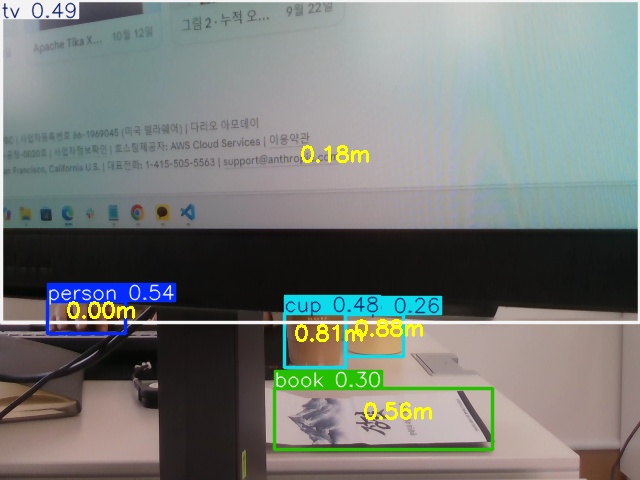 tv 0.49
Apache Tika X... 10월 12일
그림 2 · 누적 오... 9월 22일
사업자등록번호 86-1969045 (미국 델라웨어) | 다리오 아모데이
| 사업자정보확인 | 호스팅제공자: AWS Cloud Services | 이용약관
San Francisco, California U.S. | 대표전화: 1-415-505-5563 | support@anthrop
0.18m
person 0.54
0.00m
cup 0.48
0.26
0.81m
0.88m
book 0.30
0.56m